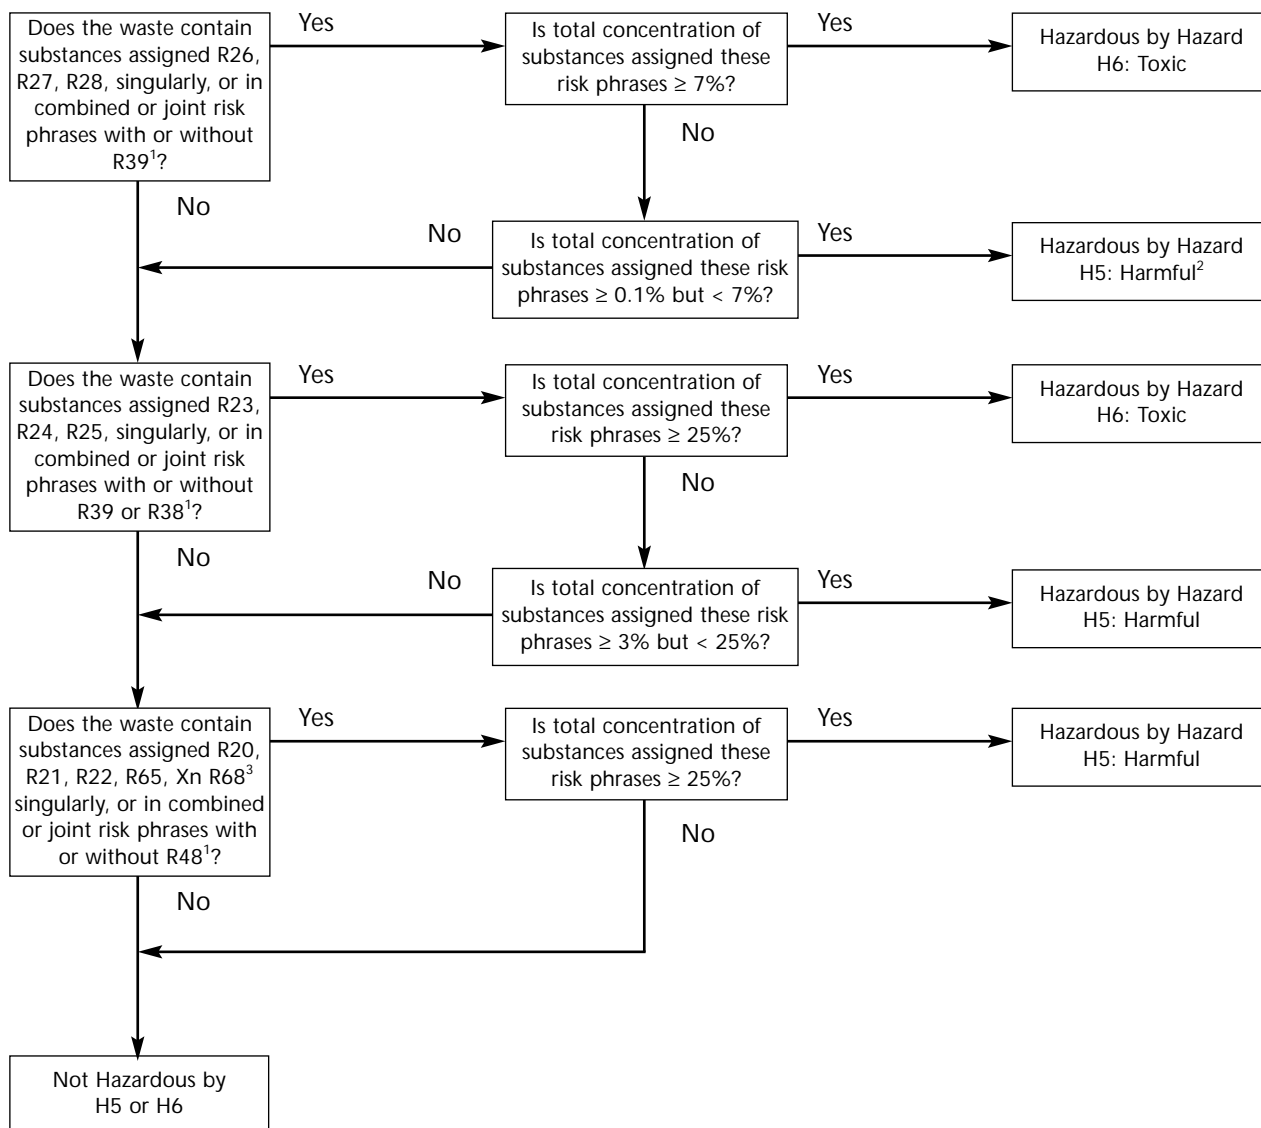 Does the waste contain
substances assigned R26,
R27, R28, singularly, or in
combined or joint risk
phrases with or without
R39¹?
Yes
Is total concentration of
substances assigned these
risk phrases ≥ 7%?
Yes
Hazardous by Hazard
H6: Toxic
No
No
Is total concentration of
substances assigned these risk
phrases ≥ 0.1% but < 7%?
No
Yes
Hazardous by Hazard
H5: Harmful²
Does the waste contain
substances assigned R23,
R24, R25, singularly, or in
combined or joint risk
phrases with or without
R39 or R38¹?
Yes
Is total concentration of
substances assigned these
risk phrases ≥ 25%?
Yes
Hazardous by Hazard
H6: Toxic
No
No
Is total concentration of
substances assigned these risk
phrases ≥ 3% but < 25%?
No
Yes
Hazardous by Hazard
H5: Harmful
Does the waste contain
substances assigned R20,
R21, R22, R65, Xn R68³
singularly, or in combined
or joint risk phrases with
or without R48¹?
Yes
Is total concentration of
substances assigned these
risk phrases ≥ 25%?
Yes
Hazardous by Hazard
H5: Harmful
No
No
Not Hazardous by
H5 or H6